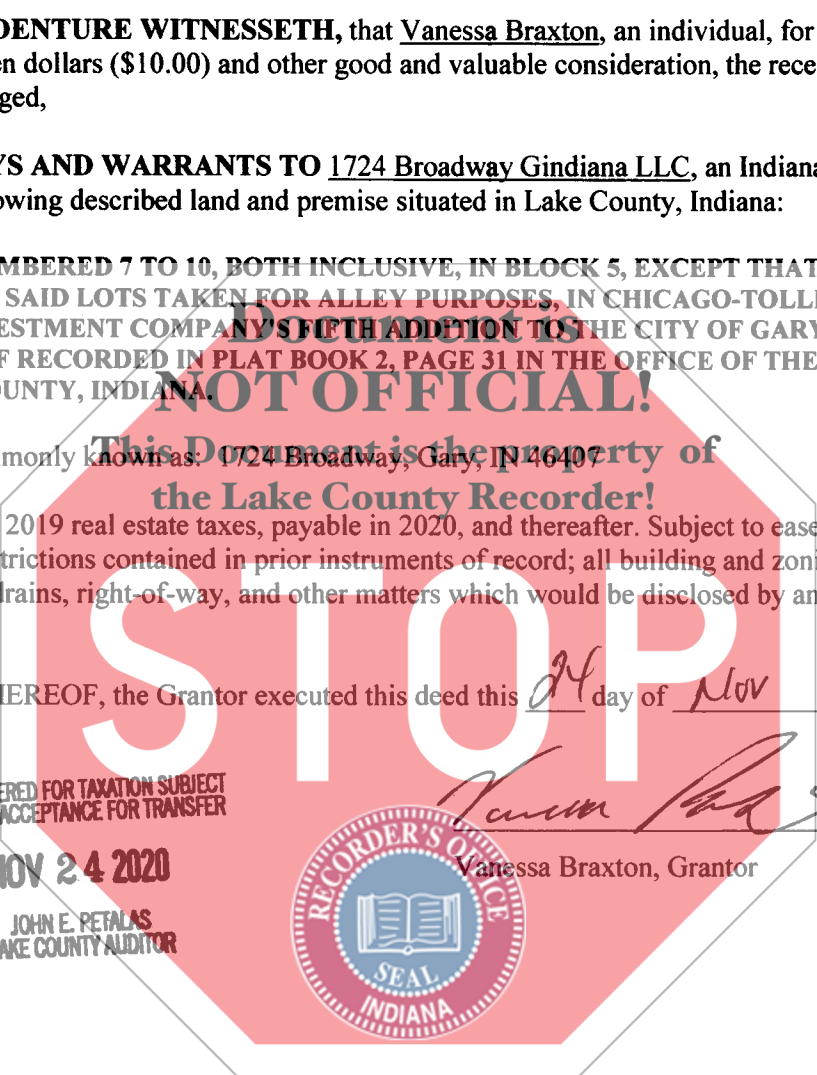 DENTURE WITNESSETH, that Vanessa Braxton, an individual, for
en dollars ($10.00) and other good and valuable consideration, the rece
ged,
YS AND WARRANTS TO 1724 Broadway Gindiana LLC, an Indiana
owing described land and premise situated in Lake County, Indiana:
MBERED 7 TO 10, BOTH INCLUSIVE, IN BLOCK 5, EXCEPT THAT
SAID LOTS TAKEN FOR ALLEY PURPOSES, IN CHICAGO-TOLL
ESTMENT COMPANY'S FIFTH ADDITION TO THE CITY OF GARY
F RECORDED IN PLAT BOOK 2, PAGE 31 IN THE OFFICE OF THE
OUNTY, INDIANA.
Document is
NOT OFFICIAL!
This Document is the property of
the Lake County Recorder!
monly known as: 1724 Broadway, Gary, IN 46407
2019 real estate taxes, payable in 2020, and thereafter. Subject to ease
trictions contained in prior instruments of record; all building and zoni
drains, right-of-way, and other matters which would be disclosed by an
STOP
HEREOF, the Grantor executed this deed this 24 day of Nov
ERED FOR TAXATION SUBJECT
ACCEPTANCE FOR TRANSFER
NOV 24 2020
JOHN E. PETALAS
AKE COUNTY AUDITOR
Vanessa Braxton, Grantor
RECORDER'S OFFICE
SEAL
INDIANA